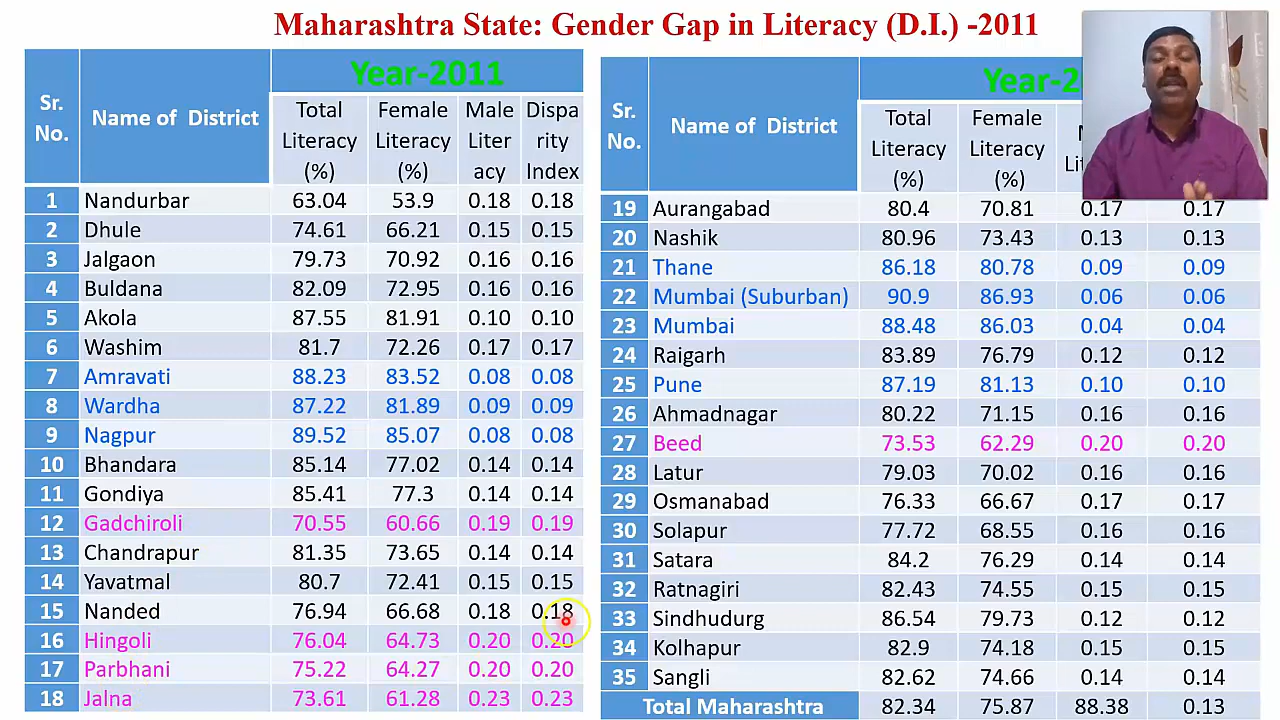 Maharashtra State: Gender Gap in Literacy (D.I.) -2011
Sr. No. Name of District Year-2011
Total Literacy (%) Female Literacy (%) Male Liter acy Dispa rity Index
1 Nandurbar 63.04 53.9 0.18 0.18
2 Dhule 74.61 66.21 0.15 0.15
3 Jalgaon 79.73 70.92 0.16 0.16
4 Buldana 82.09 72.95 0.16 0.16
5 Akola 87.55 81.91 0.10 0.10
6 Washim 81.7 72.26 0.17 0.17
7 Amravati 88.23 83.52 0.08 0.08
8 Wardha 87.22 81.89 0.09 0.09
9 Nagpur 89.52 85.07 0.08 0.08
10 Bhandara 85.14 77.02 0.14 0.14
11 Gondiya 85.41 77.3 0.14 0.14
12 Gadchiroli 70.55 60.66 0.19 0.19
13 Chandrapur 81.35 73.65 0.14 0.14
14 Yavatmal 80.7 72.41 0.15 0.15
15 Nanded 76.94 66.68 0.18 0.18
16 Hingoli 76.04 64.73 0.20 0.20
17 Parbhani 75.22 64.27 0.20 0.20
18 Jalna 73.61 61.28 0.23 0.23
Sr. No. Name of District Year-2
Total Literacy (%) Female Literacy (%)
19 Aurangabad 80.4 70.81 0.17 0.17
20 Nashik 80.96 73.43 0.13 0.13
21 Thane 86.18 80.78 0.09 0.09
22 Mumbai (Suburban) 90.9 86.93 0.06 0.06
23 Mumbai 88.48 86.03 0.04 0.04
24 Raigarh 83.89 76.79 0.12 0.12
25 Pune 87.19 81.13 0.10 0.10
26 Ahmadnagar 80.22 71.15 0.16 0.16
27 Beed 73.53 62.29 0.20 0.20
28 Latur 79.03 70.02 0.16 0.16
29 Osmanabad 76.33 66.67 0.17 0.17
30 Solapur 77.72 68.55 0.16 0.16
31 Satara 84.2 76.29 0.14 0.14
32 Ratnagiri 82.43 74.55 0.15 0.15
33 Sindhudurg 86.54 79.73 0.12 0.12
34 Kolhapur 82.9 74.18 0.15 0.15
35 Sangli 82.62 74.66 0.14 0.14
Total Maharashtra 82.34 75.87 88.38 0.13